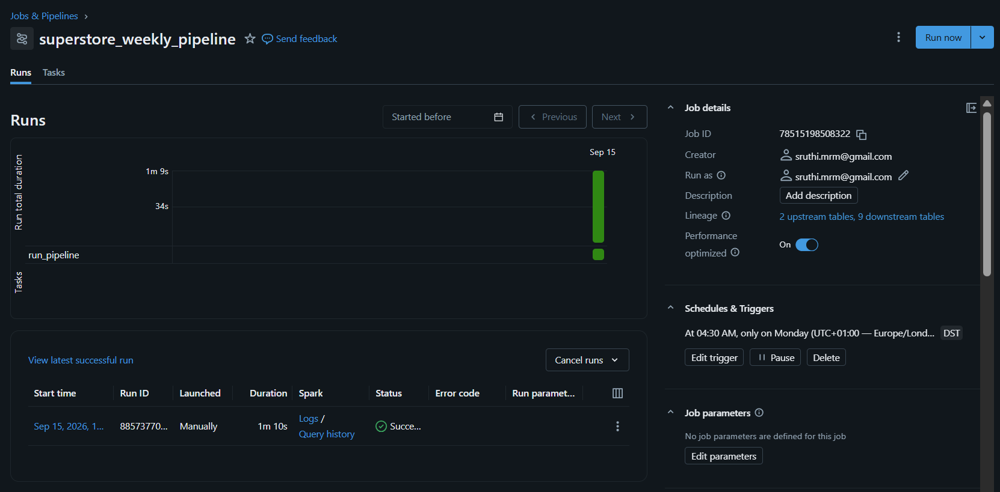 Jobs & Pipelines
superstore_weekly_pipeline
Send feedback
Run now
Runs
Tasks
Runs
Started before
Previous
Next
Run total duration
Sep 15
1m 9s
34s
run_pipeline
Tasks
View latest successful run
Cancel runs
Start time Run ID Launched Duration Spark Status Error code Run paramet...
Sep 15, 2026, 1... 88573770... Manually 1m 10s Logs / Query history Succe...
Job details
Job ID 78515198508322
Creator sruthi.mrm@gmail.com
Run as sruthi.mrm@gmail.com
Description Add description
Lineage 2 upstream tables, 9 downstream tables
Performance optimized On
Schedules & Triggers
At 04:30 AM, only on Monday (UTC+01:00 — Europe/Lond... DST
Edit trigger Pause Delete
Job parameters
No job parameters are defined for this job
Edit parameters